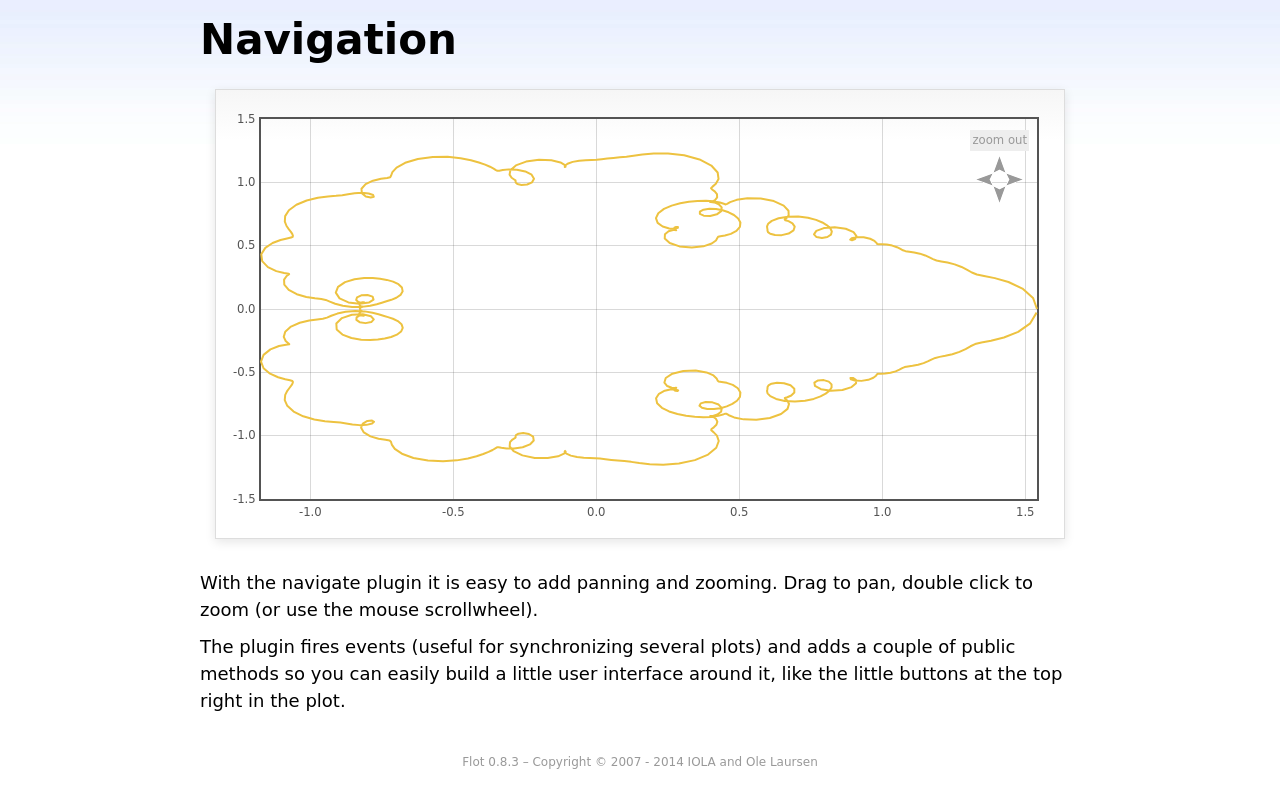 Navigation
zoom out
1.5
1.0
0.5
0.0
-0.5
-1.0
-1.5
-1.0 -0.5 0.0 0.5 1.0 1.5
With the navigate plugin it is easy to add panning and zooming. Drag to pan, double click to
zoom (or use the mouse scrollwheel).
The plugin fires events (useful for synchronizing several plots) and adds a couple of public
methods so you can easily build a little user interface around it, like the little buttons at the top
right in the plot.
Flot 0.8.3 – Copyright © 2007 - 2014 IOLA and Ole Laursen